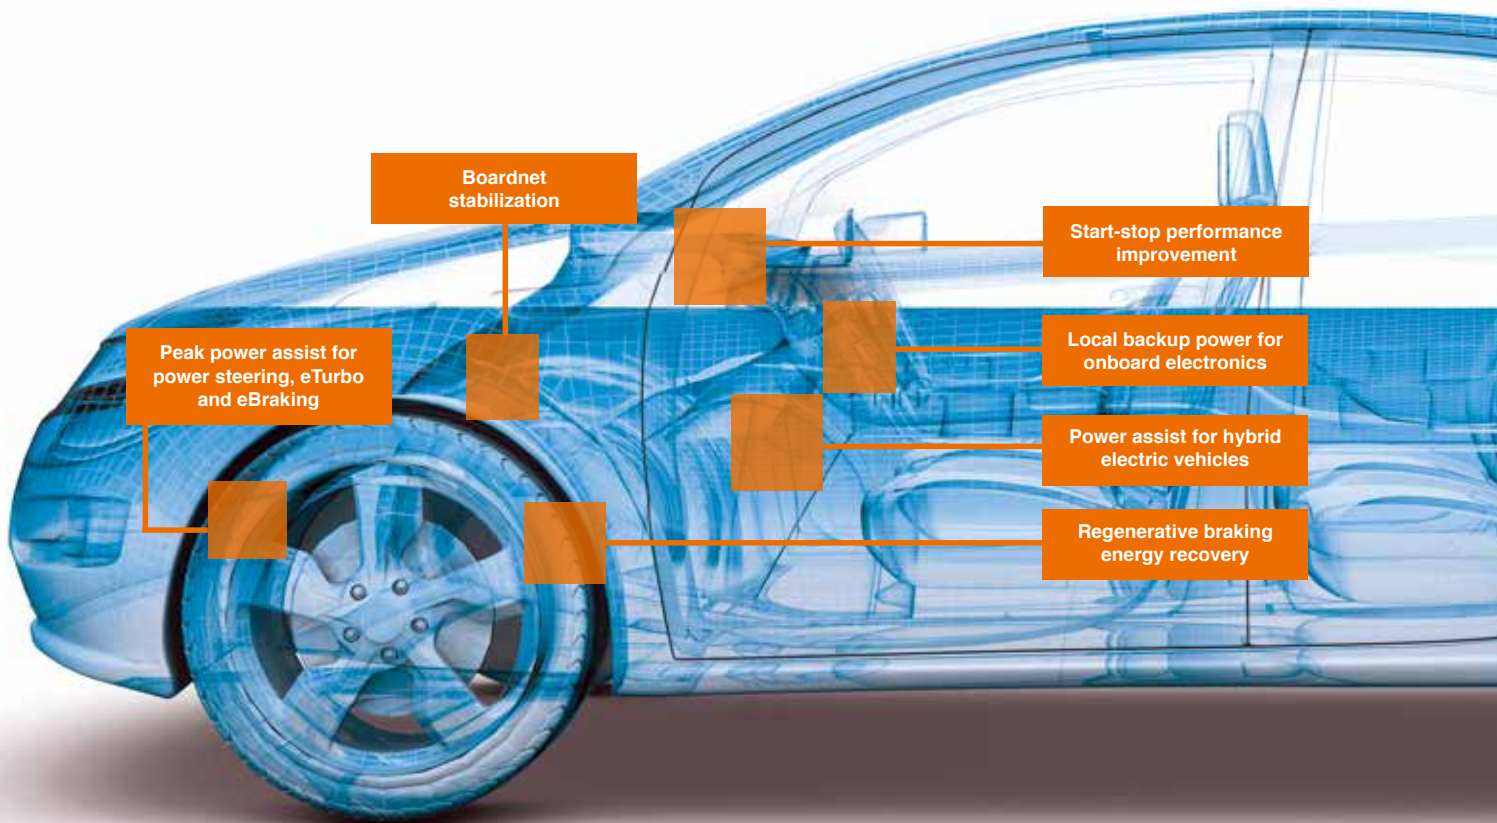 Boardnet
stabilization
Start-stop performance
improvement
Peak power assist for
power steering, eTurbo
and eBraking
Local backup power for
onboard electronics
Power assist for hybrid
electric vehicles
Regenerative braking
energy recovery